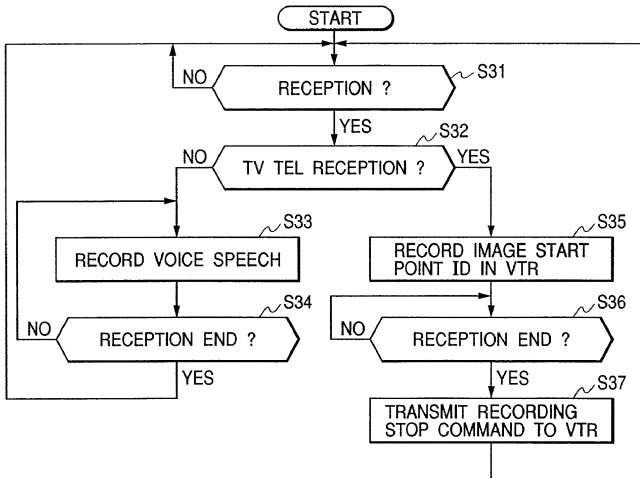 START
NO
RECEPTION ?
S31
YES
S32
NO
TV TEL RECEPTION ?
YES
S33
S35
RECORD VOICE SPEECH
RECORD IMAGE START
POINT ID IN VTR
S34
S36
NO
RECEPTION END ?
NO
RECEPTION END ?
YES
YES
S37
TRANSMIT RECORDING
STOP COMMAND TO VTR